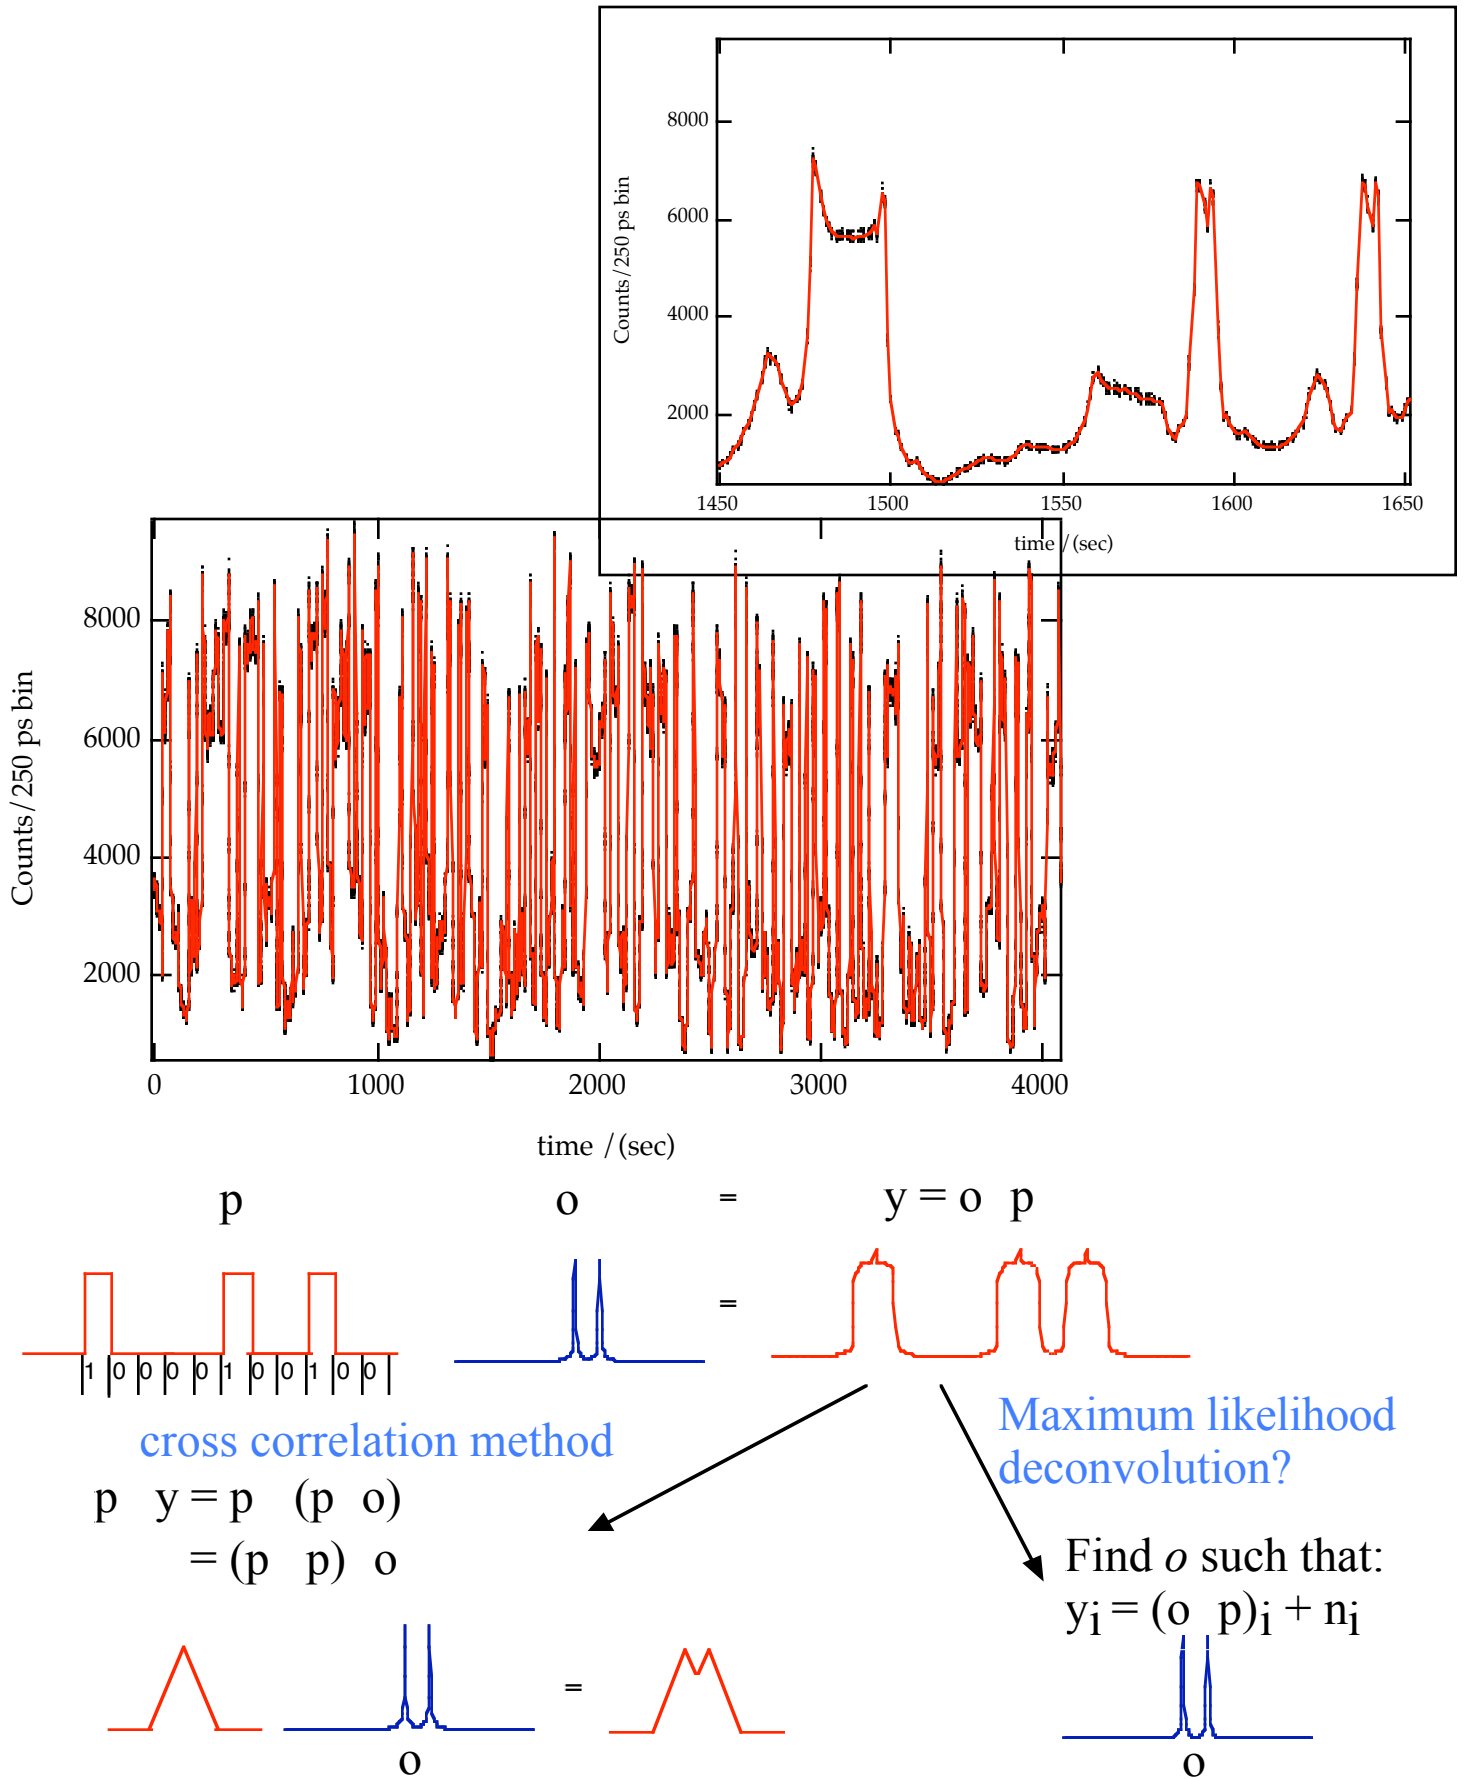 8000
6000
4000
2000
Counts/250 ps bin
1450 1500 1550 1600 1650
time /(sec)
8000
6000
4000
2000
Counts/250 ps bin
0 1000 2000 3000 4000
time /(sec)
p o = y = o p
=
1 0 0 0 0 1 0 0 1 0 0
cross correlation method
p y = p (p o)
= (p p) o
Maximum likelihood
deconvolution?
Find o such that:
yi = (o p)i + ni
=
o
o